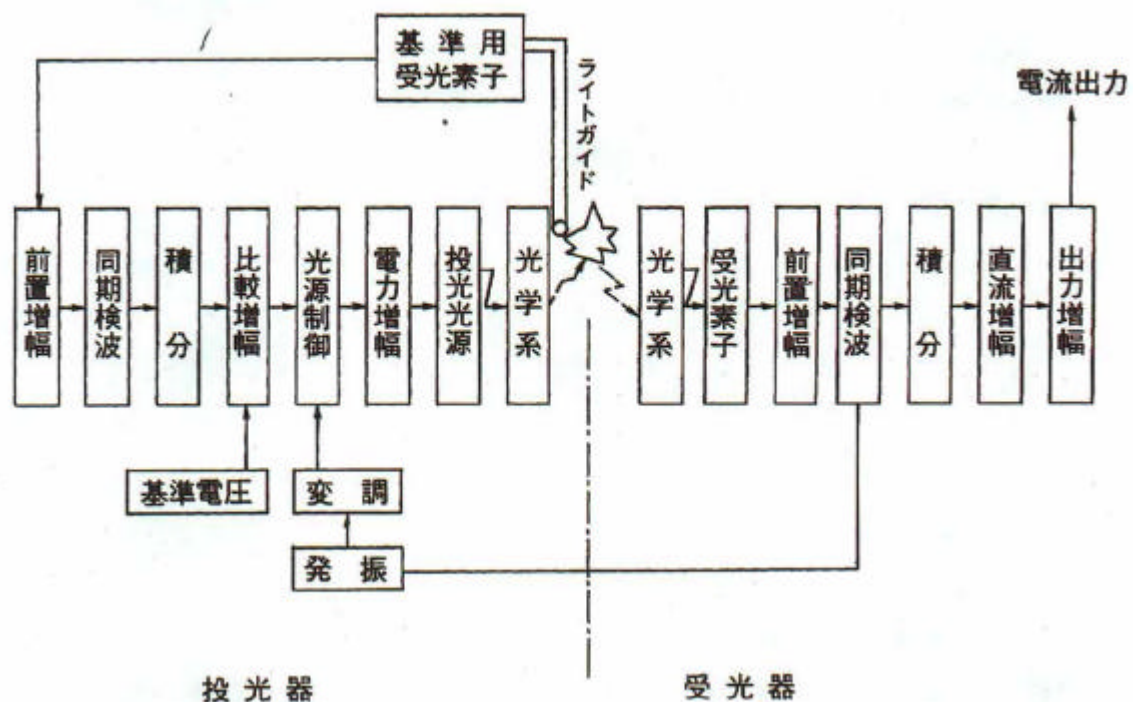 基準用
受光素子
ライトガイド
電流出力
前置増幅
同期検波
積分
比較増幅
光源制御
電力増幅
投光光源
光学系
光学系
受光素子
前置増幅
同期検波
積分
直流増幅
出力増幅
基準電圧
変調
発振
投光器
受光器